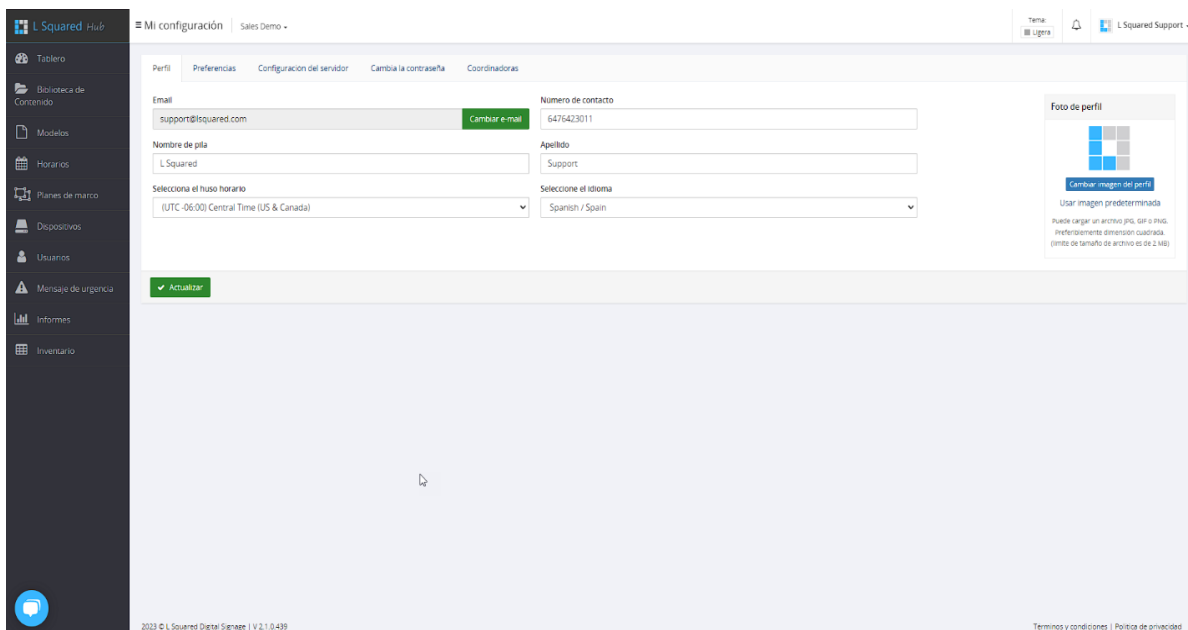 L Squared Hub
Mi configuración
Sales Demo
Tema:
Ligera
L Squared Support
Tablero
Biblioteca de
Contenido
Modelos
Horarios
Planes de marco
Dispositivos
Usuarios
Mensaje de urgencia
Informes
Inventario
Perfil
Preferencias
Configuracion del servidor
Cambia la contraseña
Coordinadoras
Email
support@lsquared.com
Cambiar e-mail
Número de contacto
6476423011
Nombre de pila
L Squared
Apellido
Support
Selecciona el huso horario
(UTC -06:00) Central Time (US & Canada)
Seleccione el idioma
Spanish / Spain
Foto de perfil
Cambiar imagen del perfil
Usar imagen predeterminada
Puede cargar un archivo JPG, GIF o PNG.
Preferiblemente dimensión cuadrada.
(límite de tamaño de archivo es de 2 MB)
Actualizar
2023 © L Squared Digital Signage | V 2.1.0.439
Terminos y condiciones | Politica de privacidad